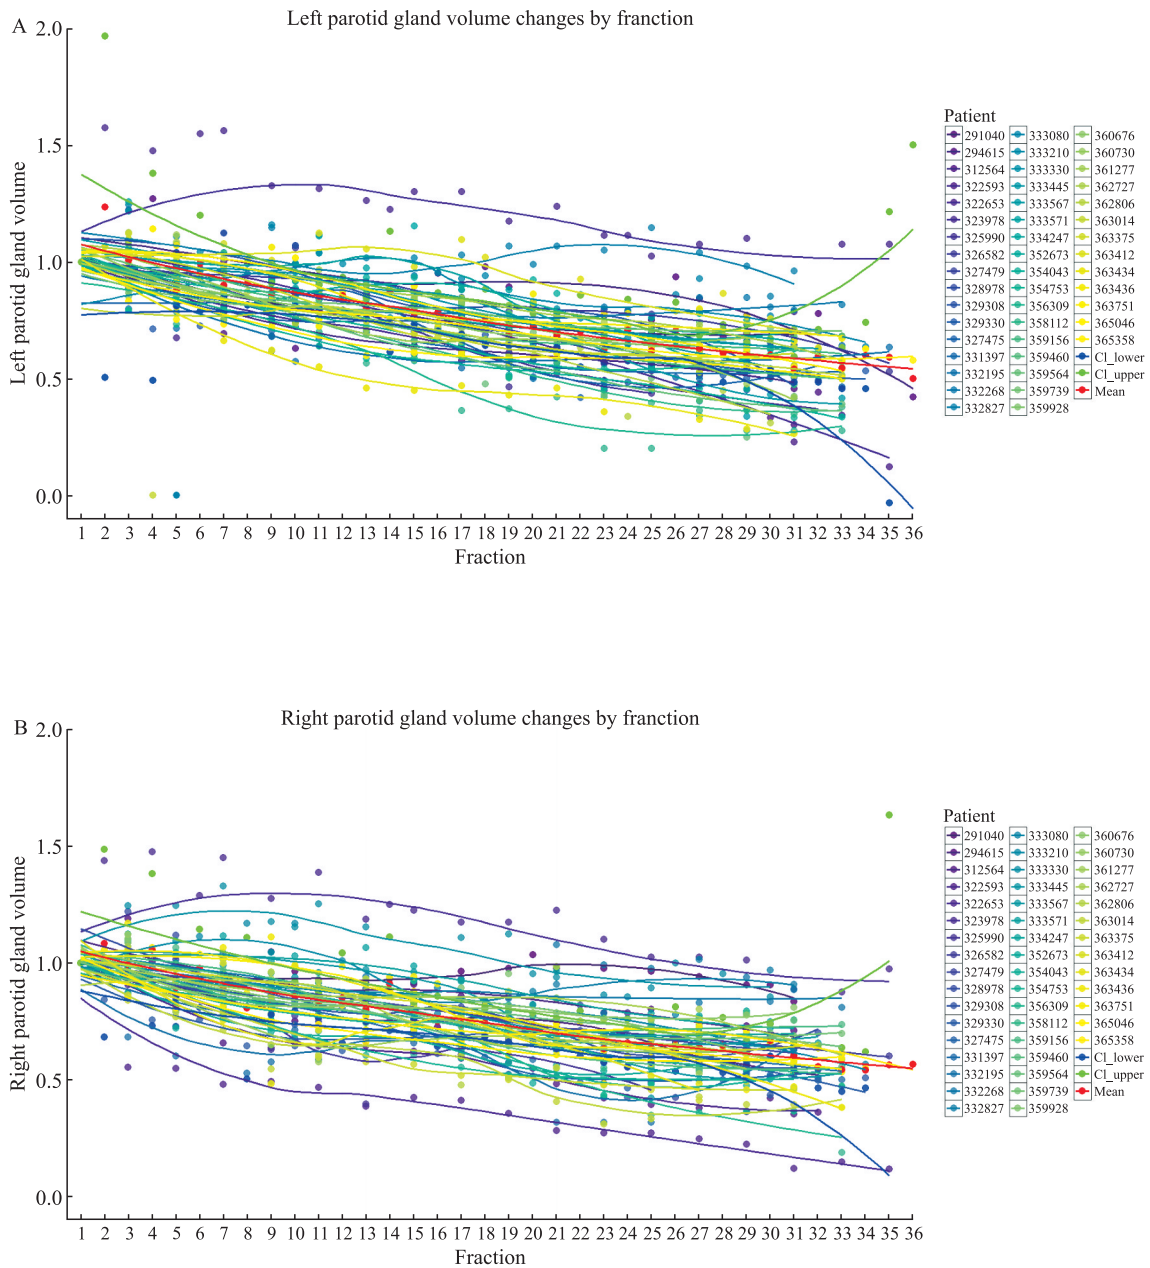 A
Left parotid gland volume changes by franction
2.0
1.5
1.0
0.5
0.0
Left parotid gland volume
1 2 3 4 5 6 7 8 9 10 11 12 13 14 15 16 17 18 19 20 21 22 23 24 25 26 27 28 29 30 31 32 33 34 35 36
Fraction
Patient
291040 333080 360676
294615 333210 360730
312564 333330 361277
322593 333445 362727
322653 333567 362806
323978 333571 363014
325990 334247 363375
326582 352673 363412
327479 354043 363434
328978 354753 363436
329308 356309 363751
329330 358112 365046
327475 359156 365358
331397 359460 Cl_lower
332195 359564 Cl_upper
332268 359739 Mean
332827 359928
B
Right parotid gland volume changes by franction
2.0
1.5
1.0
0.5
0.0
Right parotid gland volume
1 2 3 4 5 6 7 8 9 10 11 12 13 14 15 16 17 18 19 20 21 22 23 24 25 26 27 28 29 30 31 32 33 34 35 36
Fraction
Patient
291040 333080 360676
294615 333210 360730
312564 333330 361277
322593 333445 362727
322653 333567 362806
323978 333571 363014
325990 334247 363375
326582 352673 363412
327479 354043 363434
328978 354753 363436
329308 356309 363751
329330 358112 365046
327475 359156 365358
331397 359460 Cl_lower
332195 359564 Cl_upper
332268 359739 Mean
332827 359928